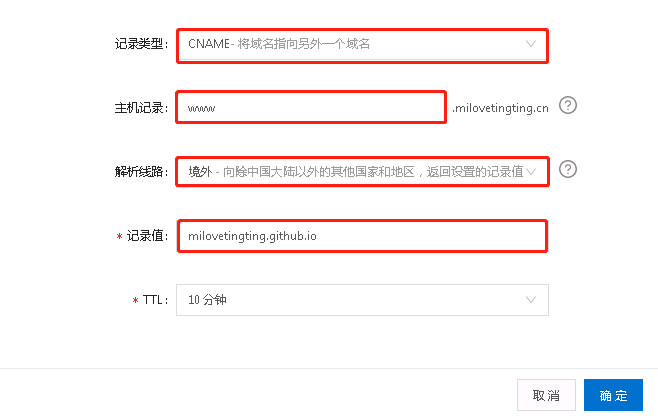 记录类型: CNAME- 将域名指向另外一个域名
主机记录: www .milovetingting.cn ?
解析线路: 境外 - 向除中国大陆以外的其他国家和地区，返回设置的记录值 ?
* 记录值: milovetingting.github.io
* TTL: 10 分钟
取消 确定